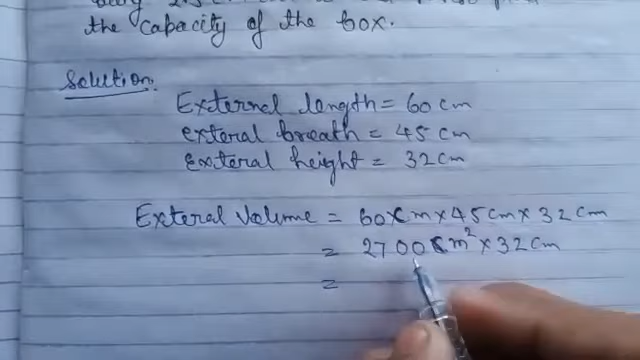 the capacity of the box.
Solution.
External length = 60 cm
exteral breath = 45 cm
Exteral height = 32 cm
Exteral Volume = 60 cm × 45 cm × 32 cm
= 2700 cm² × 32 cm
=